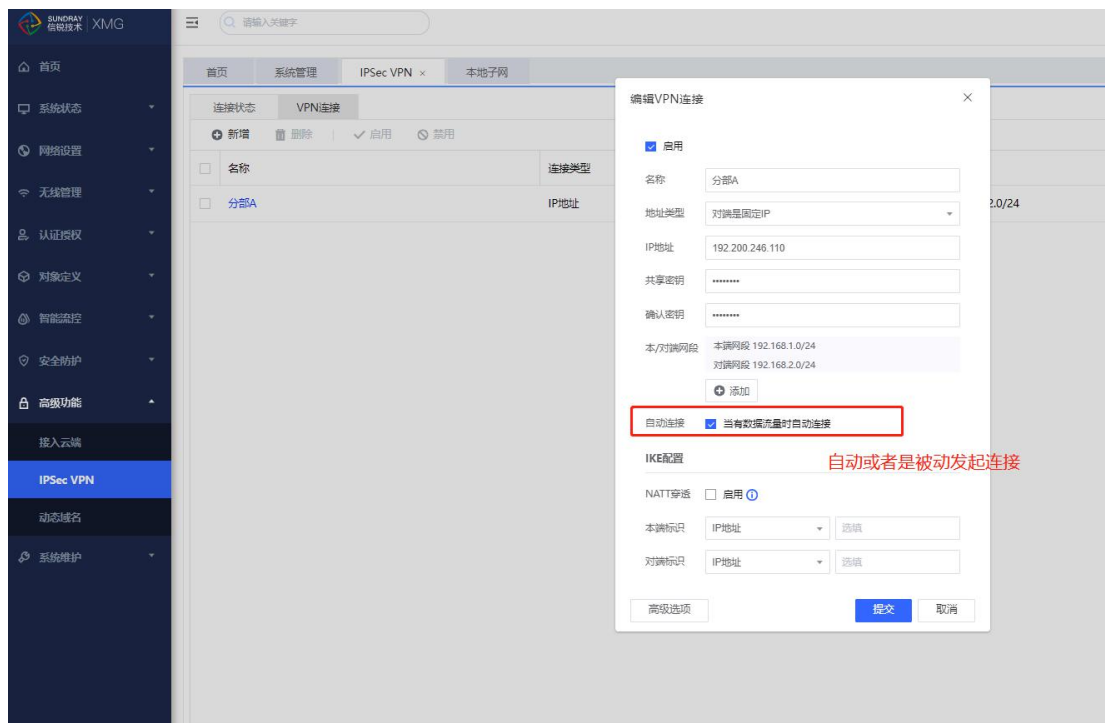 SUNDRAY
信锐技术 XMG
请输入关键字
首页
系统状态
网络设置
无线管理
认证授权
对象定义
智能流控
安全防护
高级功能
接入云端
IPSec VPN
动态域名
系统维护
首页 系统管理 IPSec VPN × 本地子网
连接状态 VPN连接
新增 删除 启用 禁用
名称 连接类型
分部A IP地址 2.0/24
编辑VPN连接
启用
名称 分部A
地址类型 对端是固定IP
IP地址 192.200.246.110
共享密钥 ••••••••
确认密钥 ••••••••
本/对端网段 本端网段 192.168.1.0/24
对端网段 192.168.2.0/24
添加
自动连接 当有数据流量时自动连接
IKE配置
自动或者是被动发起连接
NATT穿透 启用
本端标识 IP地址 选填
对端标识 IP地址 选填
高级选项 提交 取消